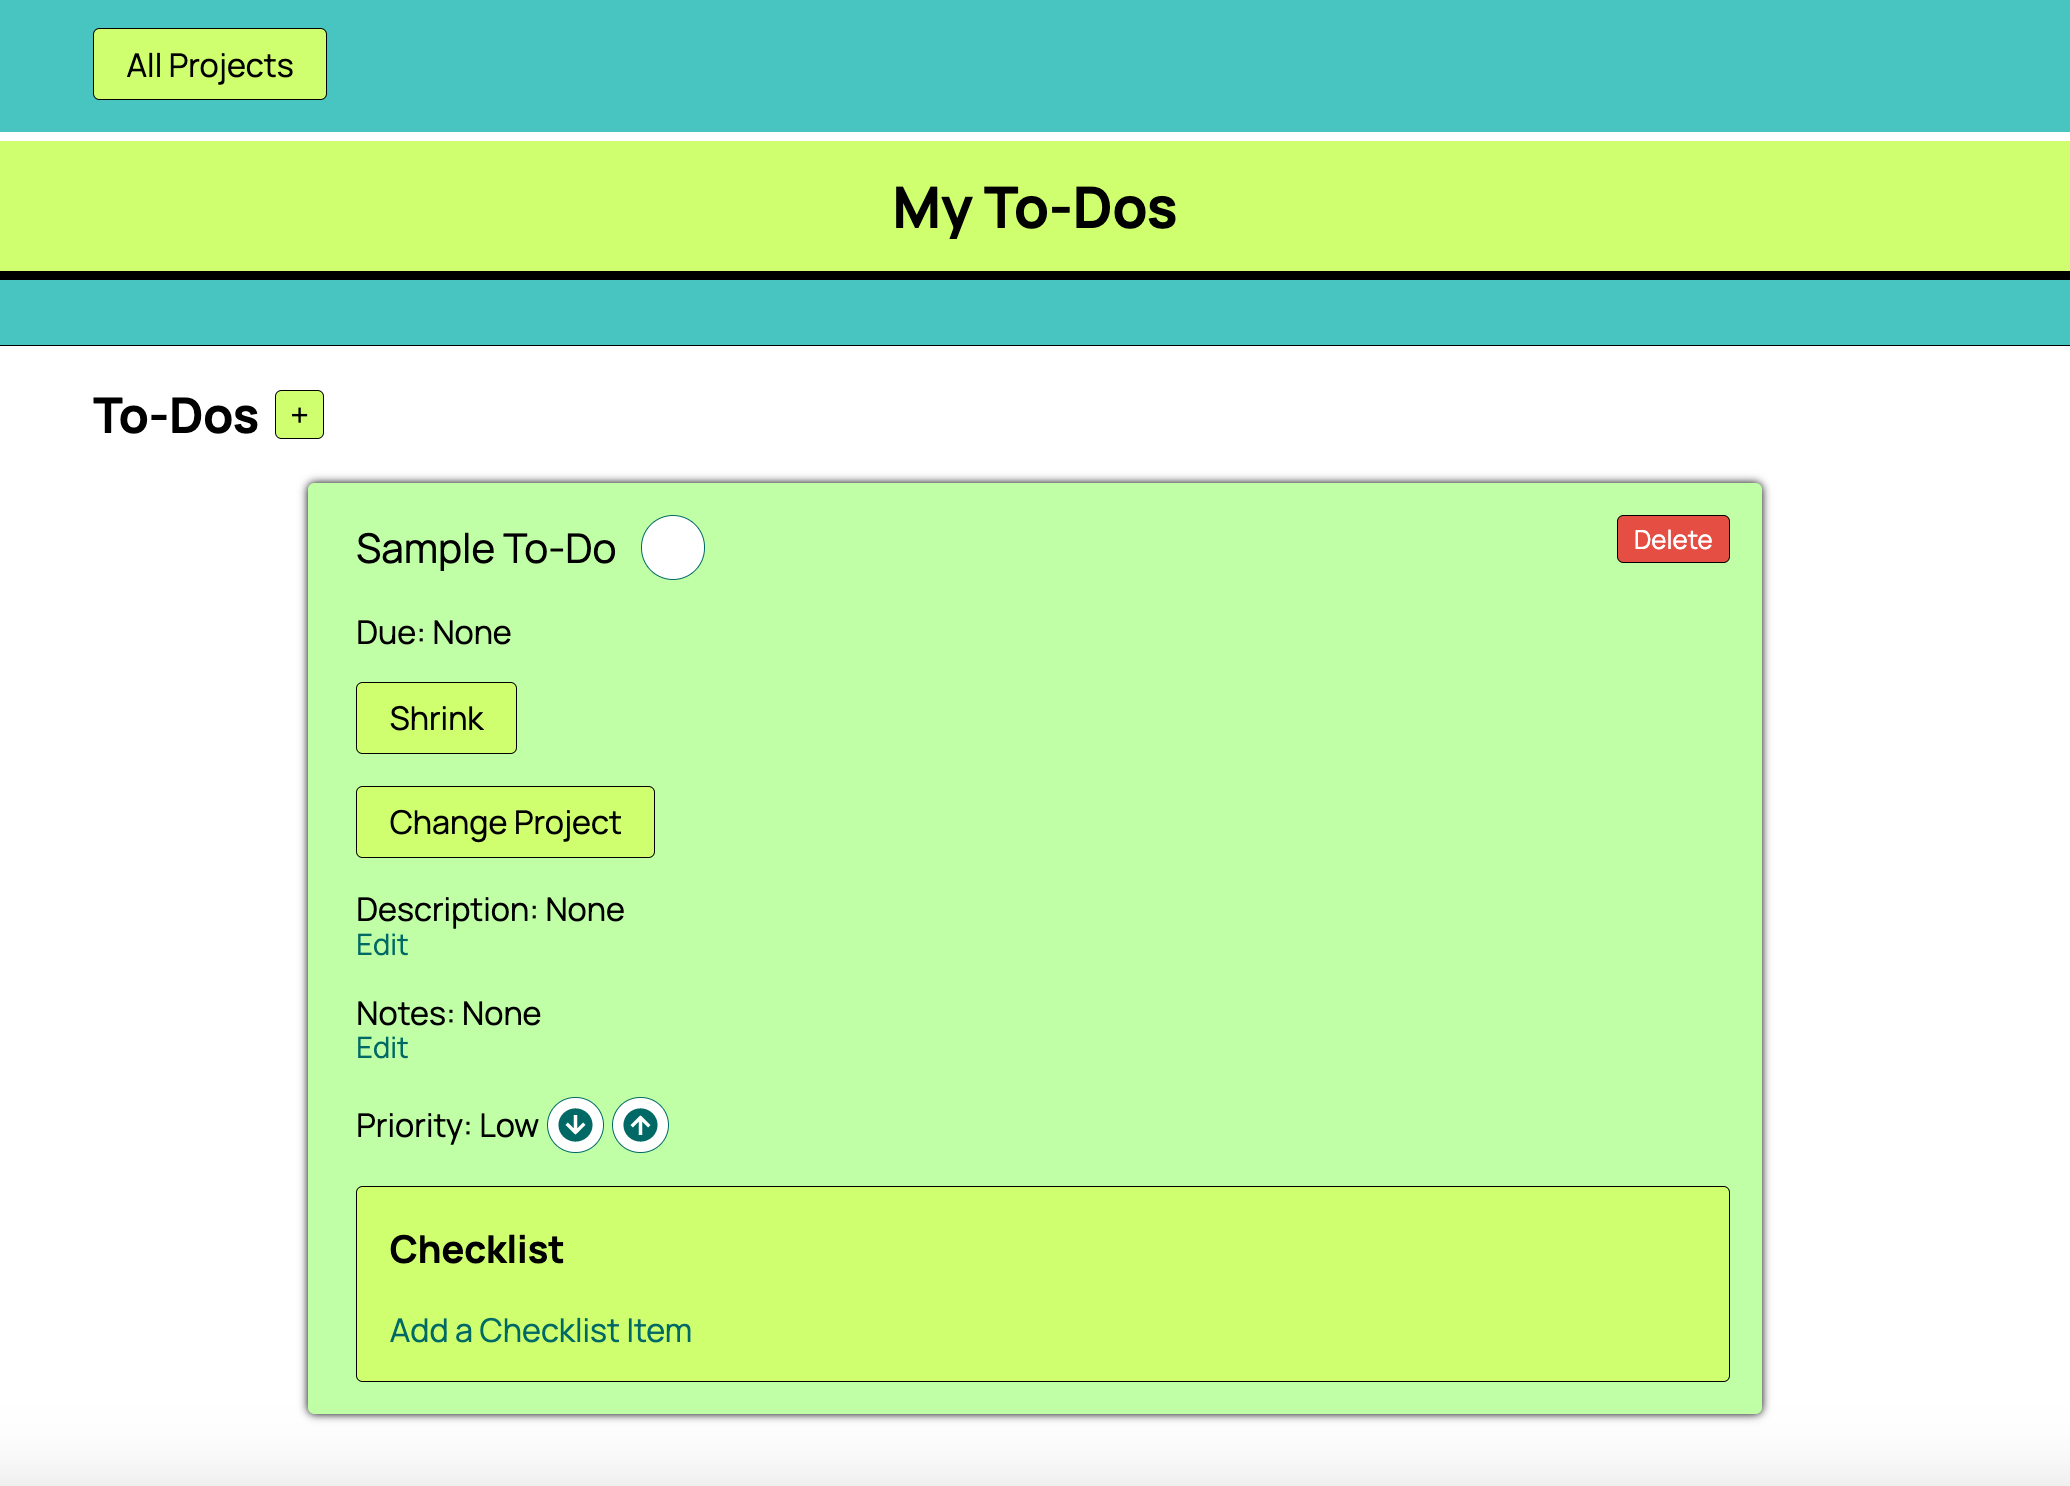 All Projects
My To-Dos
To-Dos +
Sample To-Do
Delete
Due: None
Shrink
Change Project
Description: None
Edit
Notes: None
Edit
Priority: Low
Checklist
Add a Checklist Item